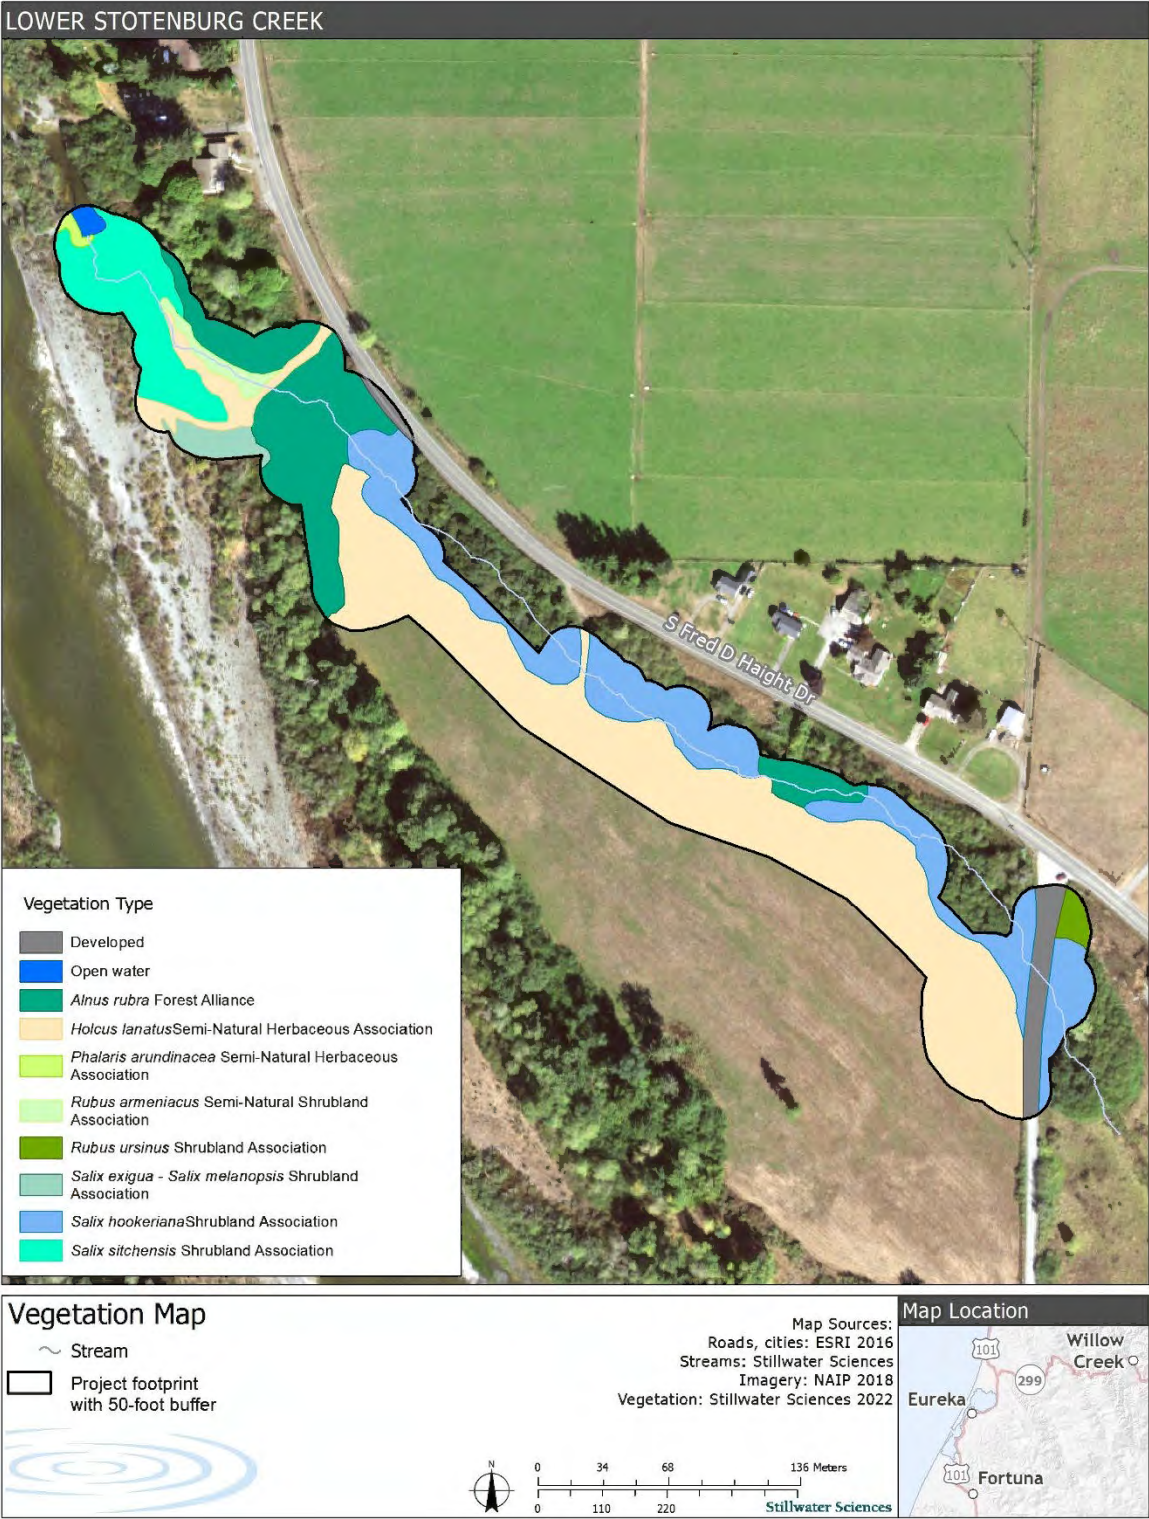 LOWER STOTENBURG CREEK
S Fred D Haight Dr
Vegetation Type
Developed
Open water
Alnus rubra Forest Alliance
Holcus lanatusSemi-Natural Herbaceous Association
Phalaris arundinacea Semi-Natural Herbaceous
Association
Rubus armeniacus Semi-Natural Shrubland
Association
Rubus ursinus Shrubland Association
Salix exigua - Salix melanopsis Shrubland
Association
Salix hookerianaShrubland Association
Salix sitchensis Shrubland Association
Vegetation Map
Stream
Project footprint
with 50-foot buffer
Map Sources:
Roads, cities: ESRI 2016
Streams: Stillwater Sciences
Imagery: NAIP 2018
Vegetation: Stillwater Sciences 2022
N
0 34 68 136 Meters
0 110 220
Stillwater Sciences
Map Location
101
Willow
Creek
299
Eureka
101
Fortuna